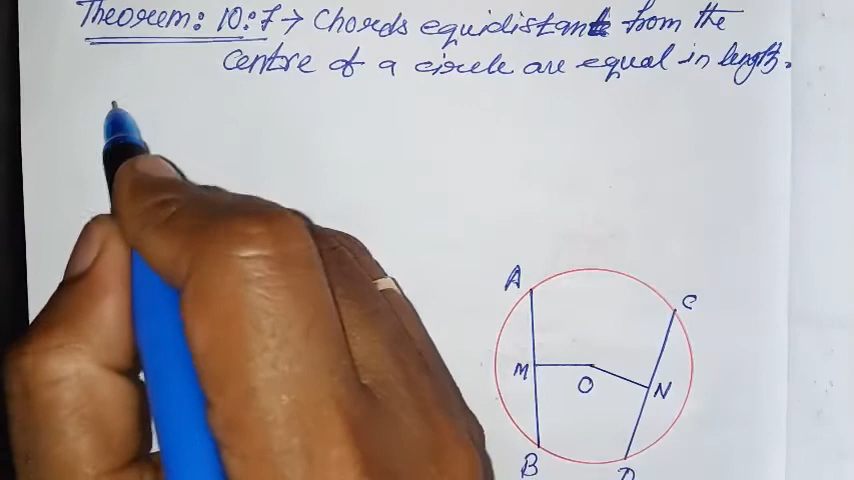 Theorem: 10:7→ Chords equidistant from the
centre of a circle are equal in length.
A
C
M
O
N
B
D